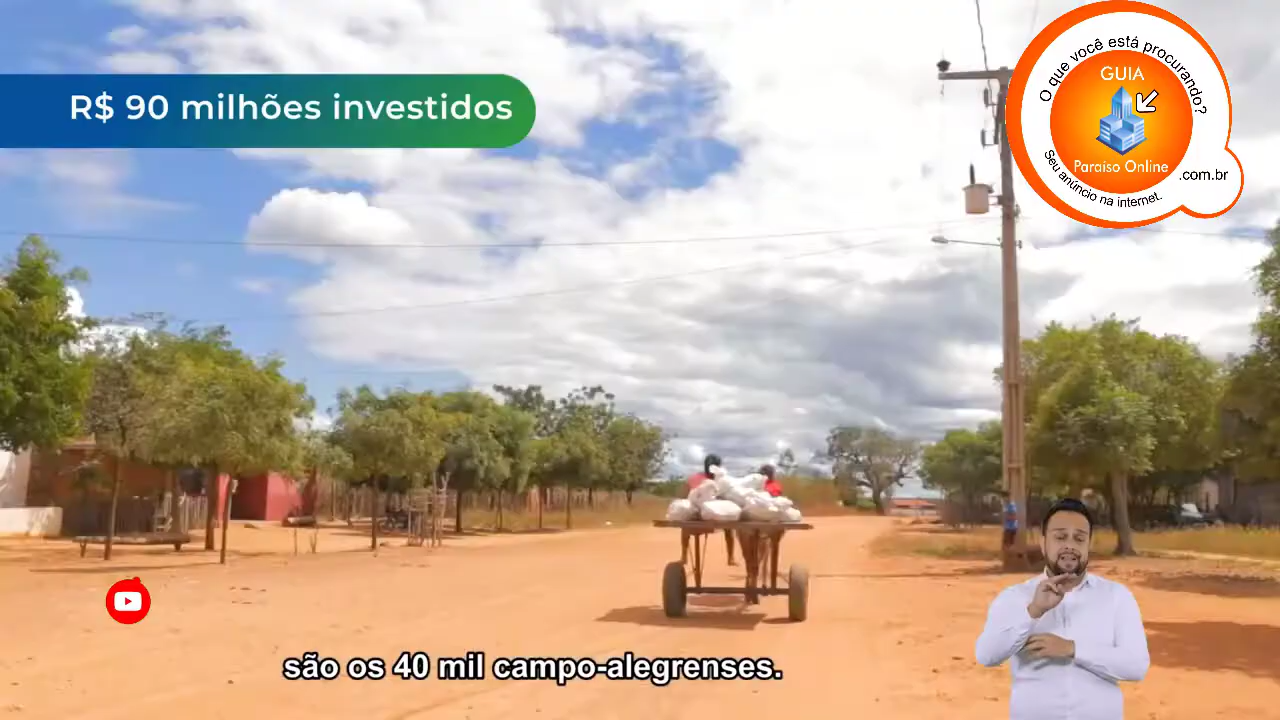 R$ 90 milhões investidos
O que você está procurando?
GUIA
Paraíso Online
.com.br
Seu anúncio na internet.
são os 40 mil campo-alegrenses.